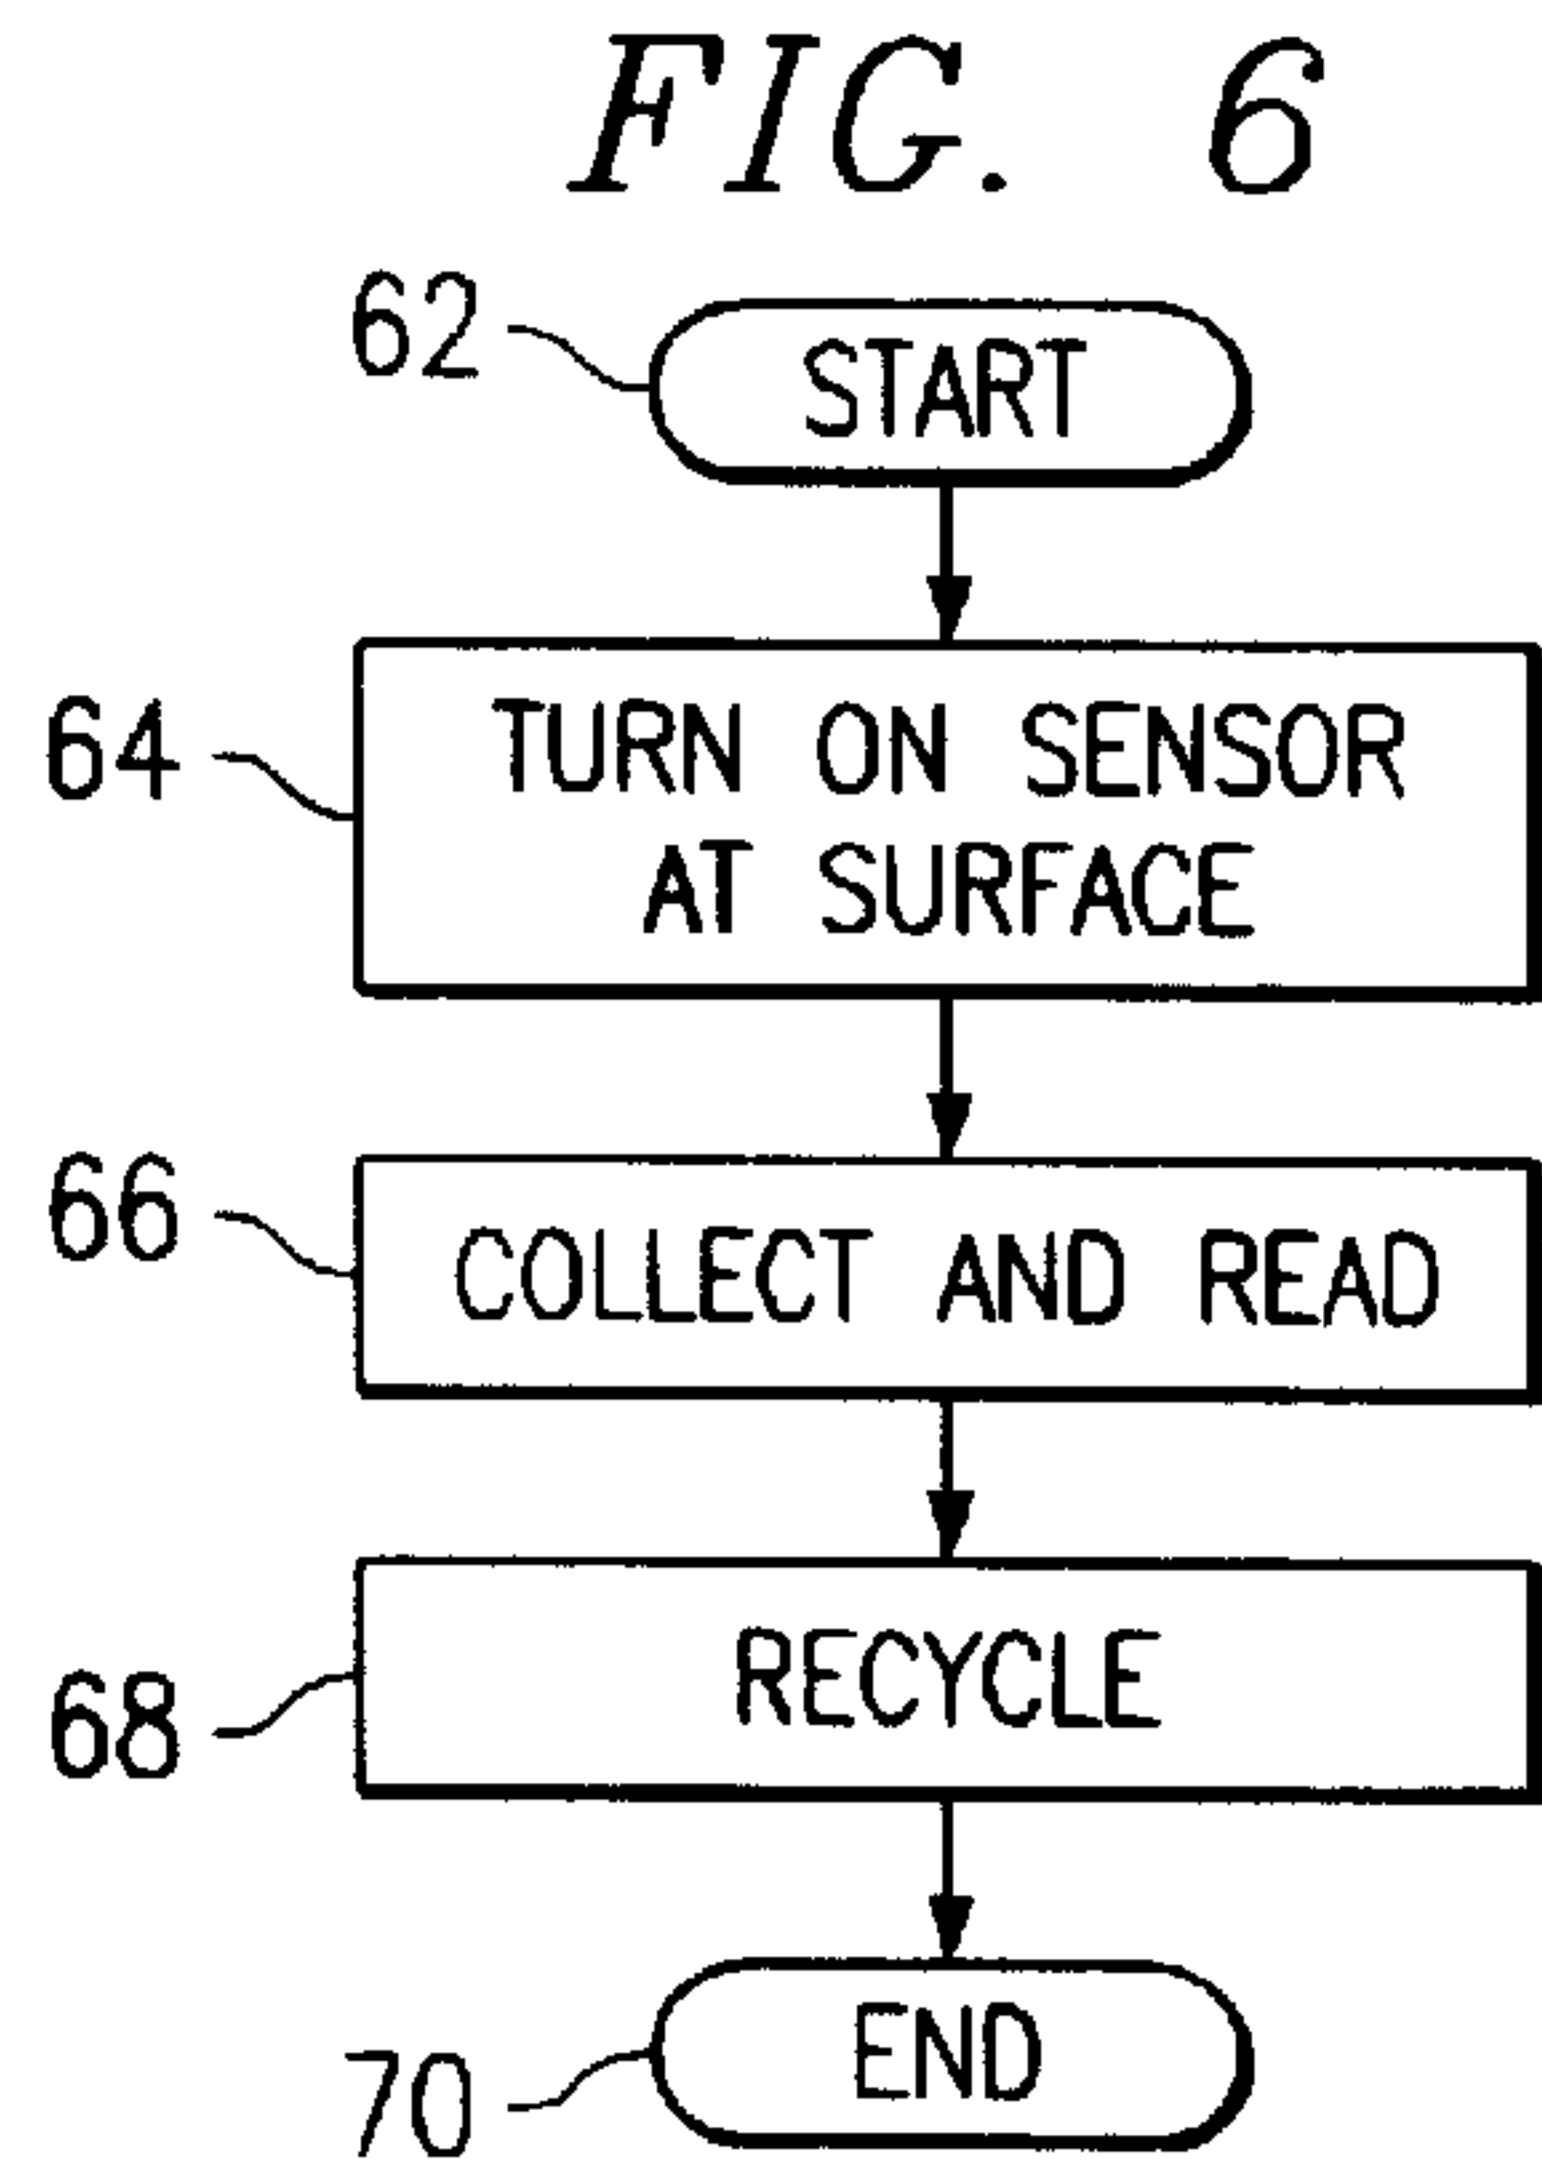 FIG. 6
62
START
64
TURN ON SENSOR
AT SURFACE
66
COLLECT AND READ
68
RECYCLE
70
END